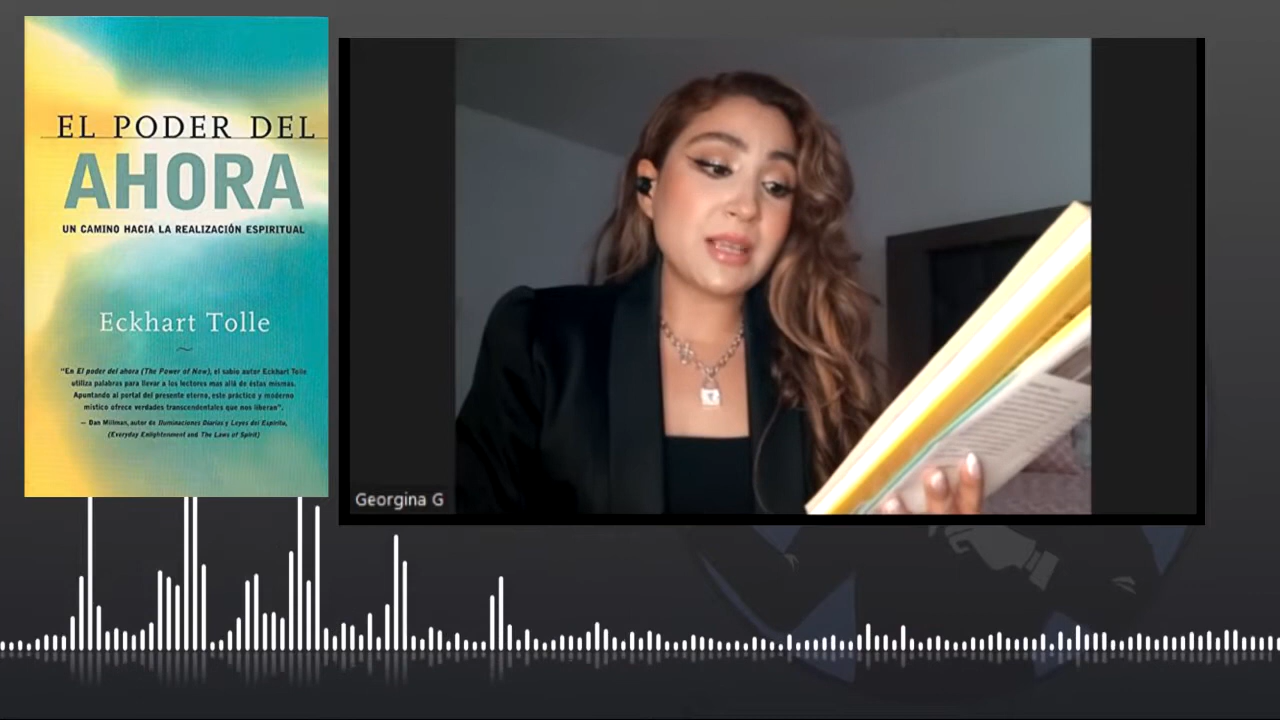 EL PODER DEL
AHORA
UN CAMINO HACIA LA REALIZACIÓN ESPIRITUAL
Eckhart Tolle
“En El poder del ahora (The Power of Now), el sabio autor Eckhart Tolle
utiliza palabras para llevar a los lectores mas allá de éstas mismas.
Apuntando al portal del presente eterno, este práctico y moderno
místico ofrece verdades transcendentales que nos liberan”.
— Dan Millman, autor de Iluminaciones Diarias y Leyes del Espíritu,
(Everyday Enlightenment and The Laws of Spirit)
Georgina G